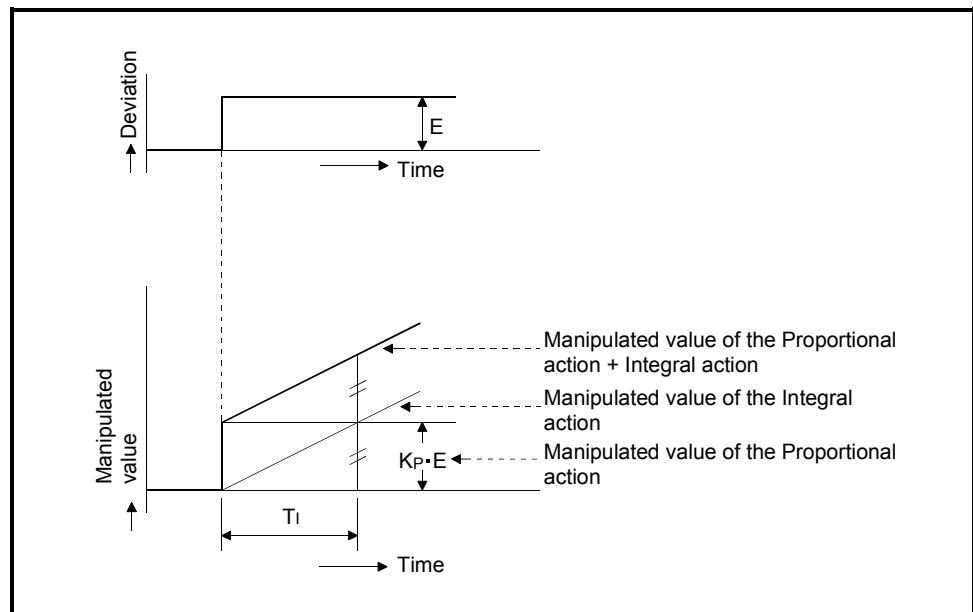 Deviation
E
Time
Manipulated
value
Manipulated value of the Proportional
action + Integral action
Manipulated value of the Integral
action
KP·E
Manipulated value of the Proportional
action
TI
Time